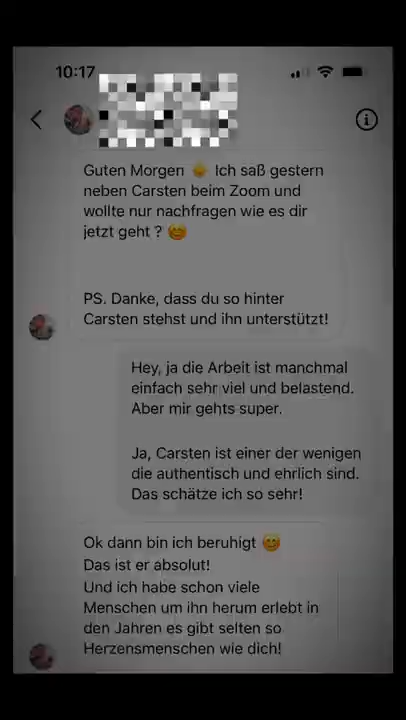 10:17
Guten Morgen ⭐ Ich saß gestern
neben Carsten beim Zoom und
wollte nur nachfragen wie es dir
jetzt geht ? 😊
PS. Danke, dass du so hinter
Carsten stehst und ihn unterstützt!
Hey, ja die Arbeit ist manchmal
einfach sehr viel und belastend.
Aber mir gehts super.
Ja, Carsten ist einer der wenigen
die authentisch und ehrlich sind.
Das schätze ich so sehr!
Ok dann bin ich beruhigt 😇
Das ist er absolut!
Und ich habe schon viele
Menschen um ihn herum erlebt in
den Jahren es gibt selten so
Herzensmenschen wie dich!